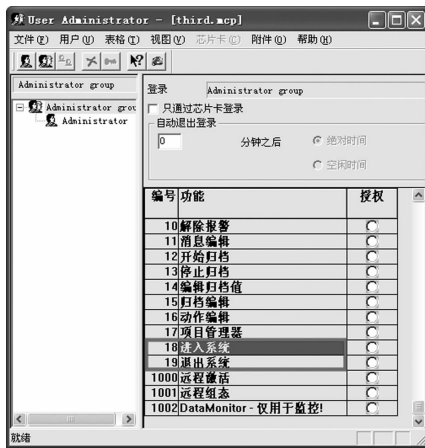 User Administrator - [third.mcp]
文件(F) 用户(U) 表格(T) 视图(V) 芯片卡(C) 附件(O) 帮助(H)
Administrator group
Administrator grou
Administrator
登录 Administrator group
只通过芯片卡登录
自动退出登录
0 分钟之后 绝对时间
空闲时间
编号 功能 授权
10 解除报警
11 消息编辑
12 开始归档
13 停止归档
14 编辑归档值
15 归档编辑
16 动作编辑
17 项目管理器
18 进入系统
19 退出系统
1000 远程激活
1001 远程组态
1002 DataMonitor - 仅用于监控!
就绪